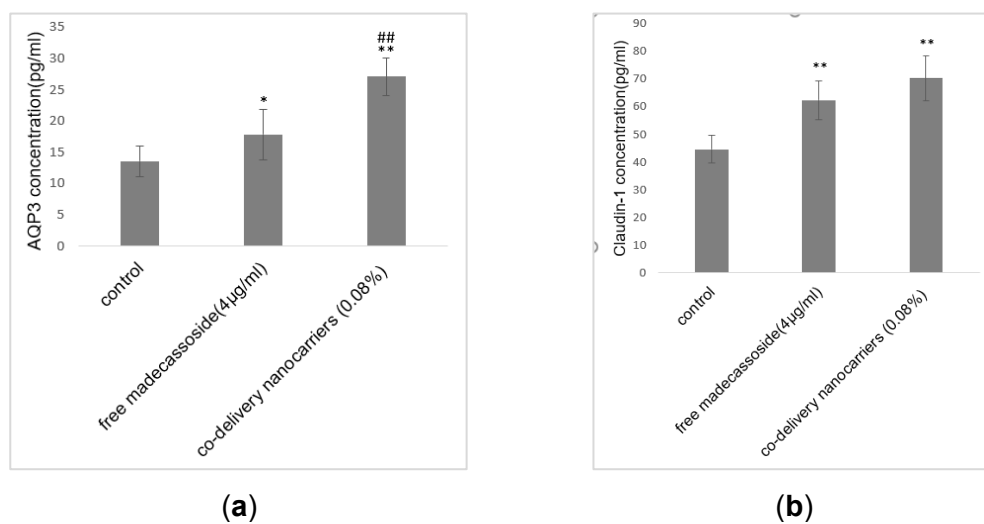 AQP3 concentration(pg/ml)
35
30
25
20
15
10
5
0
*
##
**
control
free madecassoside(4µg/ml)
co-delivery nanocarriers (0.08%)
(a)
Claudin-1 concentration(pg/ml)
90
80
70
60
50
40
30
20
10
0
**
**
control
free madecassoside(4µg/ml)
co-delivery nanocarriers (0.08%)
(b)